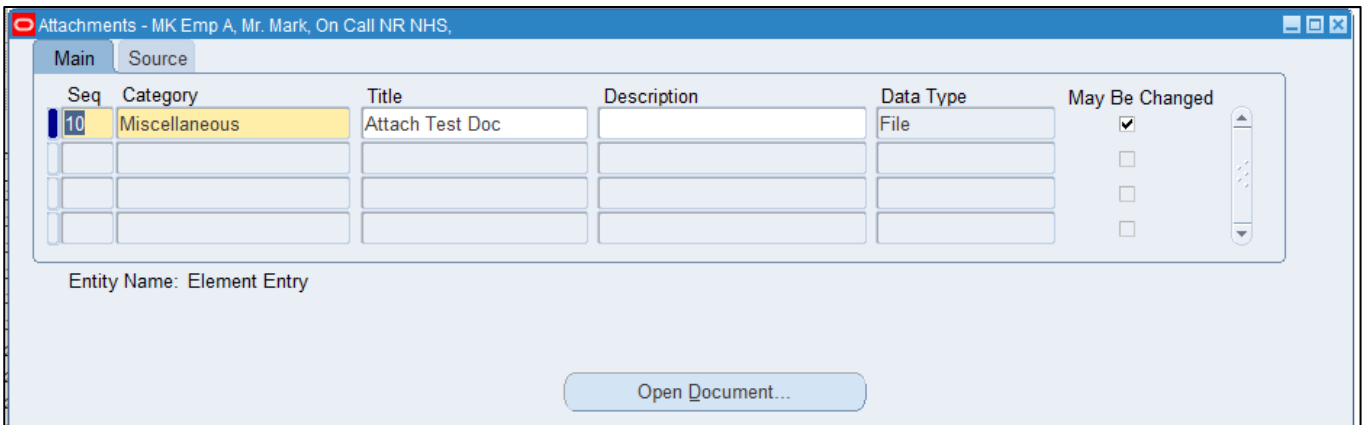 Attachments - MK Emp A, Mr. Mark, On Call NR NHS,
Main Source
Seq Category Title Description Data Type May Be Changed
10 Miscellaneous Attach Test Doc File
Entity Name: Element Entry
Open Document...